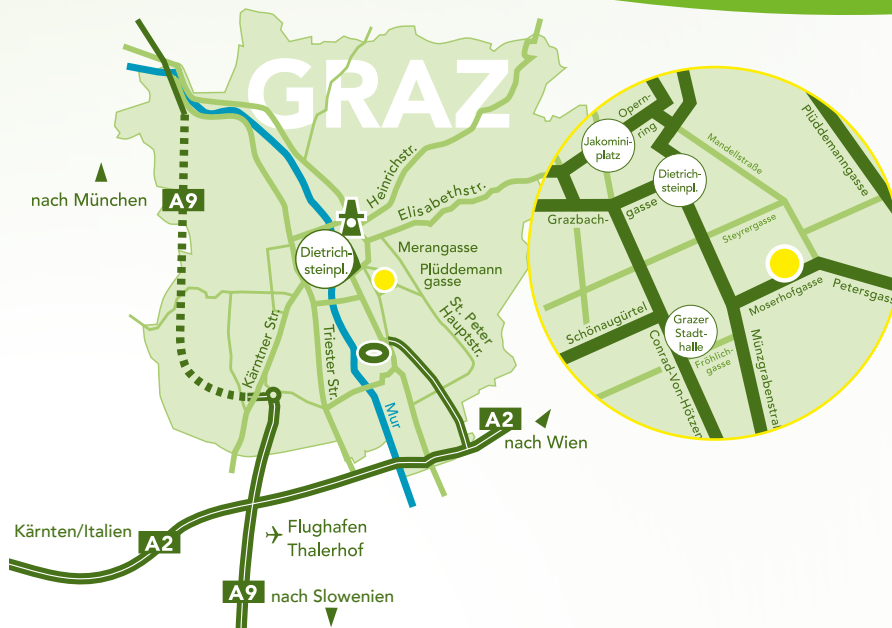 GRAZ
nach München
A9
Heinrichstr.
Elisabethstr.
Dietrich-
steinpl.
Merangasse
Plüddemann
gasse
St. Peter
Hauptstr.
Kärntner Str.
Triester Str.
Mur
A2
nach Wien
Kärnten/Italien
A2
Flughafen
Thalerhof
A9
nach Slowenien
Opern-
ring
Jakomini-
platz
Mandellstraße
Plüddemanngasse
Dietrich-
steinpl.
Grazbach-
gasse
Steyrergasse
Moserhofgasse
Petersgass
Schönaugürtel
Grazer
Stadt-
halle
Fröhlich-
gasse
Conrad-Von-Hötzen
Münzgrabenstraß